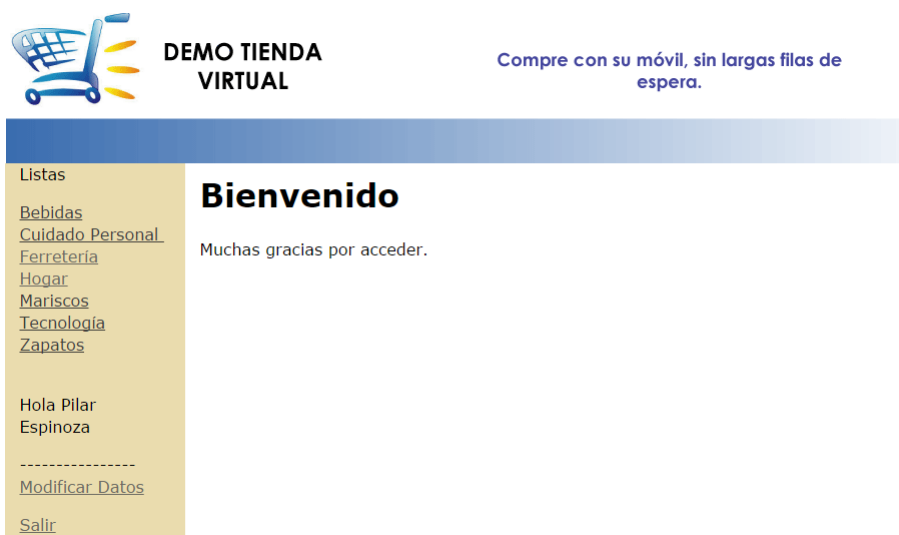 DEMO TIENDA
VIRTUAL
Compre con su móvil, sin largas filas de
espera.
Listas
Bebidas
Cuidado Personal
Ferretería
Hogar
Mariscos
Tecnología
Zapatos
Hola Pilar
Espinoza
----------------
Modificar Datos
Salir
Bienvenido
Muchas gracias por acceder.